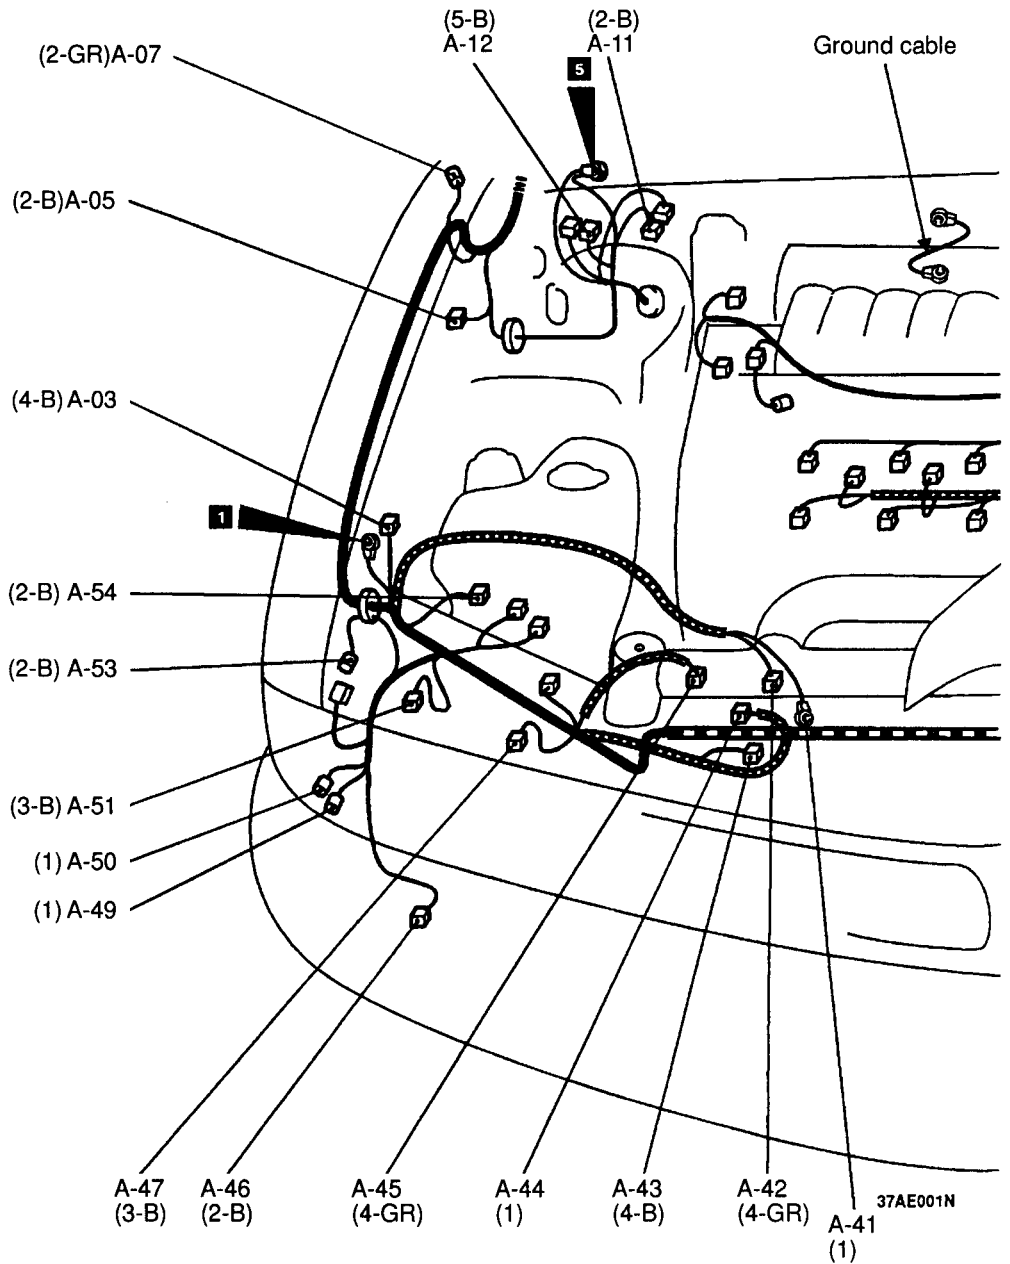 (5-B)
A-12
(2-B)
A-11
Ground cable
(2-GR)A-07
5
(2-B)A-05
(4-B) A-03
1
(2-B) A-54
(2-B) A-53
(3-B) A-51
(1) A-50
(1) A-49
A-47
(3-B)
A-46
(2-B)
A-45
(4-GR)
A-44
(1)
A-43
(4-B)
A-42
(4-GR)
37AE001N
A-41
(1)